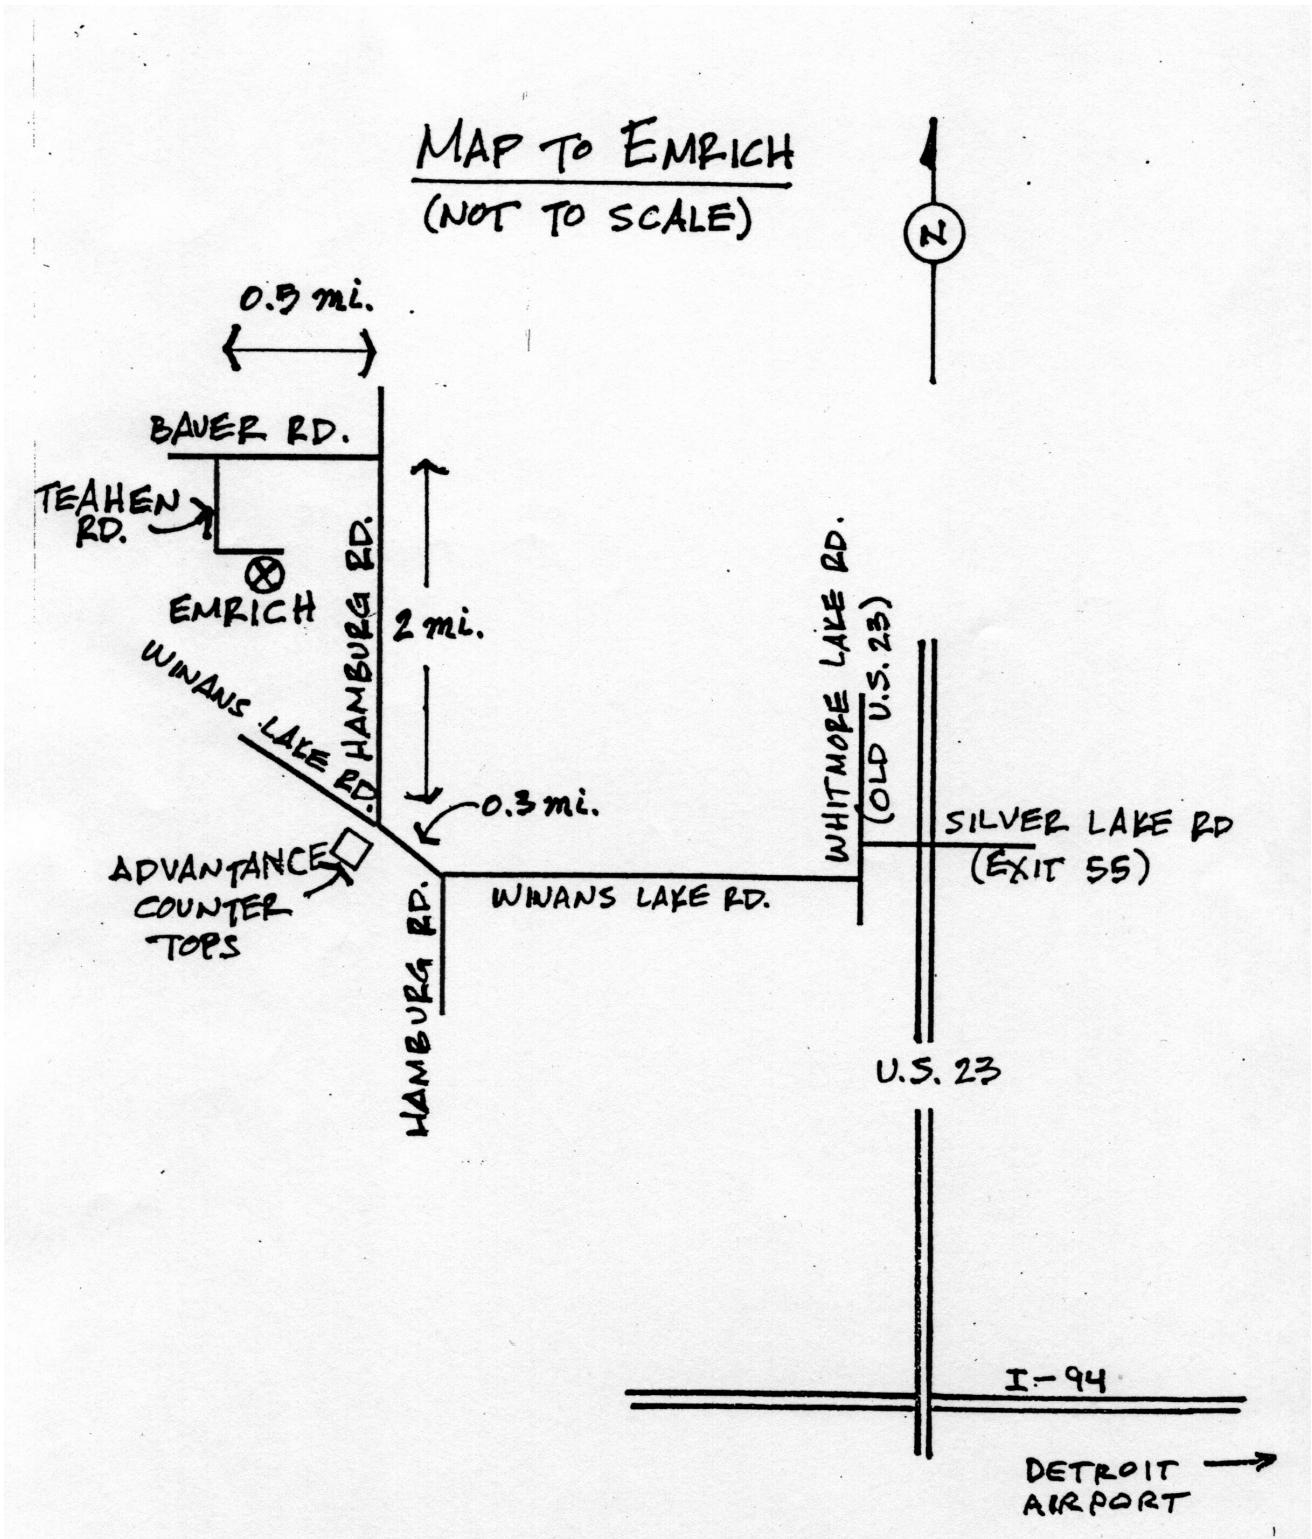 MAP TO EMRICH
(NOT TO SCALE)
N
0.5 mi.
BAUER RD.
TEAHEN
RD.
EMRICH
HAMBURG RD.
2 mi.
WINANS LAKE RD.
0.3 mi.
ADVANTANCE
COUNTER
TOPS
HAMBURG RD.
WINANS LAKE RD.
WHITMORE LAKE RD.
(OLD U.S. 23)
SILVER LAKE RD
(EXIT 55)
U.S. 23
I-94
DETROIT
AIRPORT